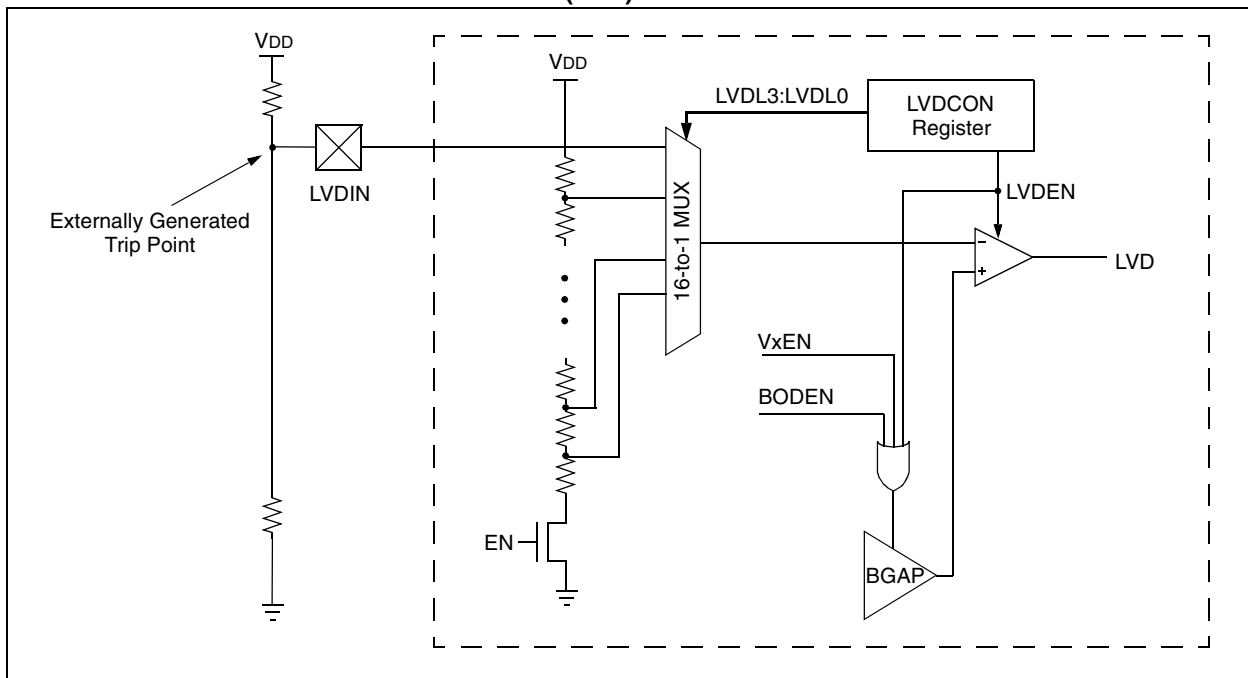 VDD
VDD
LVDL3:LVDL0
LVDCON
Register
LVDIN
16-to-1 MUX
LVDEN
Externally Generated
Trip Point
–
+
LVD
VxEN
BODEN
EN
BGAP